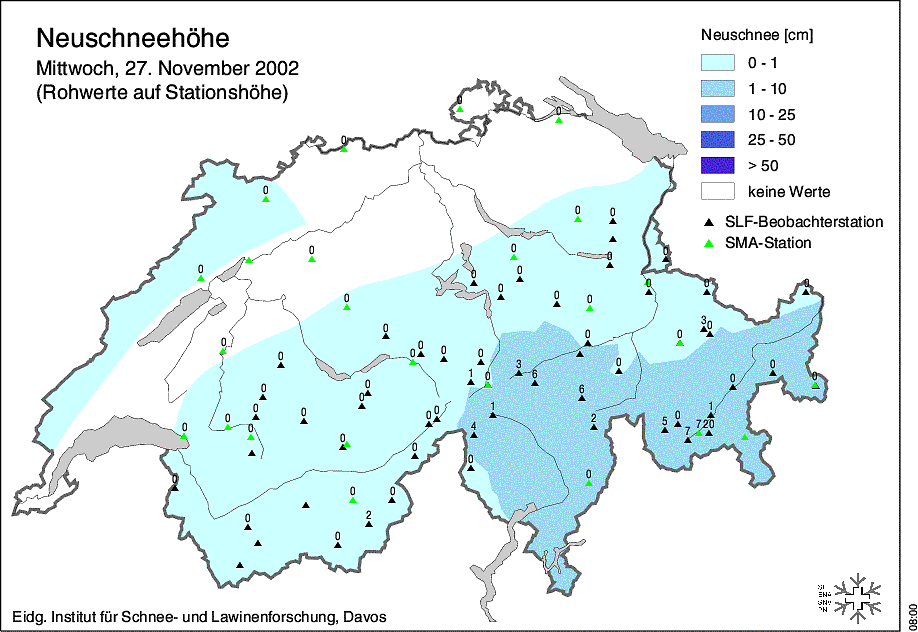 Neuschneehöhe
Mittwoch, 27. November 2002
(Rohwerte auf Stationshöhe)
Neuschnee [cm]
0 - 1
1 - 10
10 - 25
25 - 50
> 50
keine Werte
SLF-Beobachterstation
SMA-Station
0
0
0
0
0 0
0
0 0
0
0 0
0
0
0 0 0
0 0
0
3 0
0
0
0 0 0 0
1 0 3 6 0
0 0
0 0
0 6
0 0
0 0 0 1
0 0 4 2 5 0 7 7 20 1
0
0
0
0 0 0
0 2
0
Eidg. Institut für Schnee- und Lawinenforschung, Davos
08:00